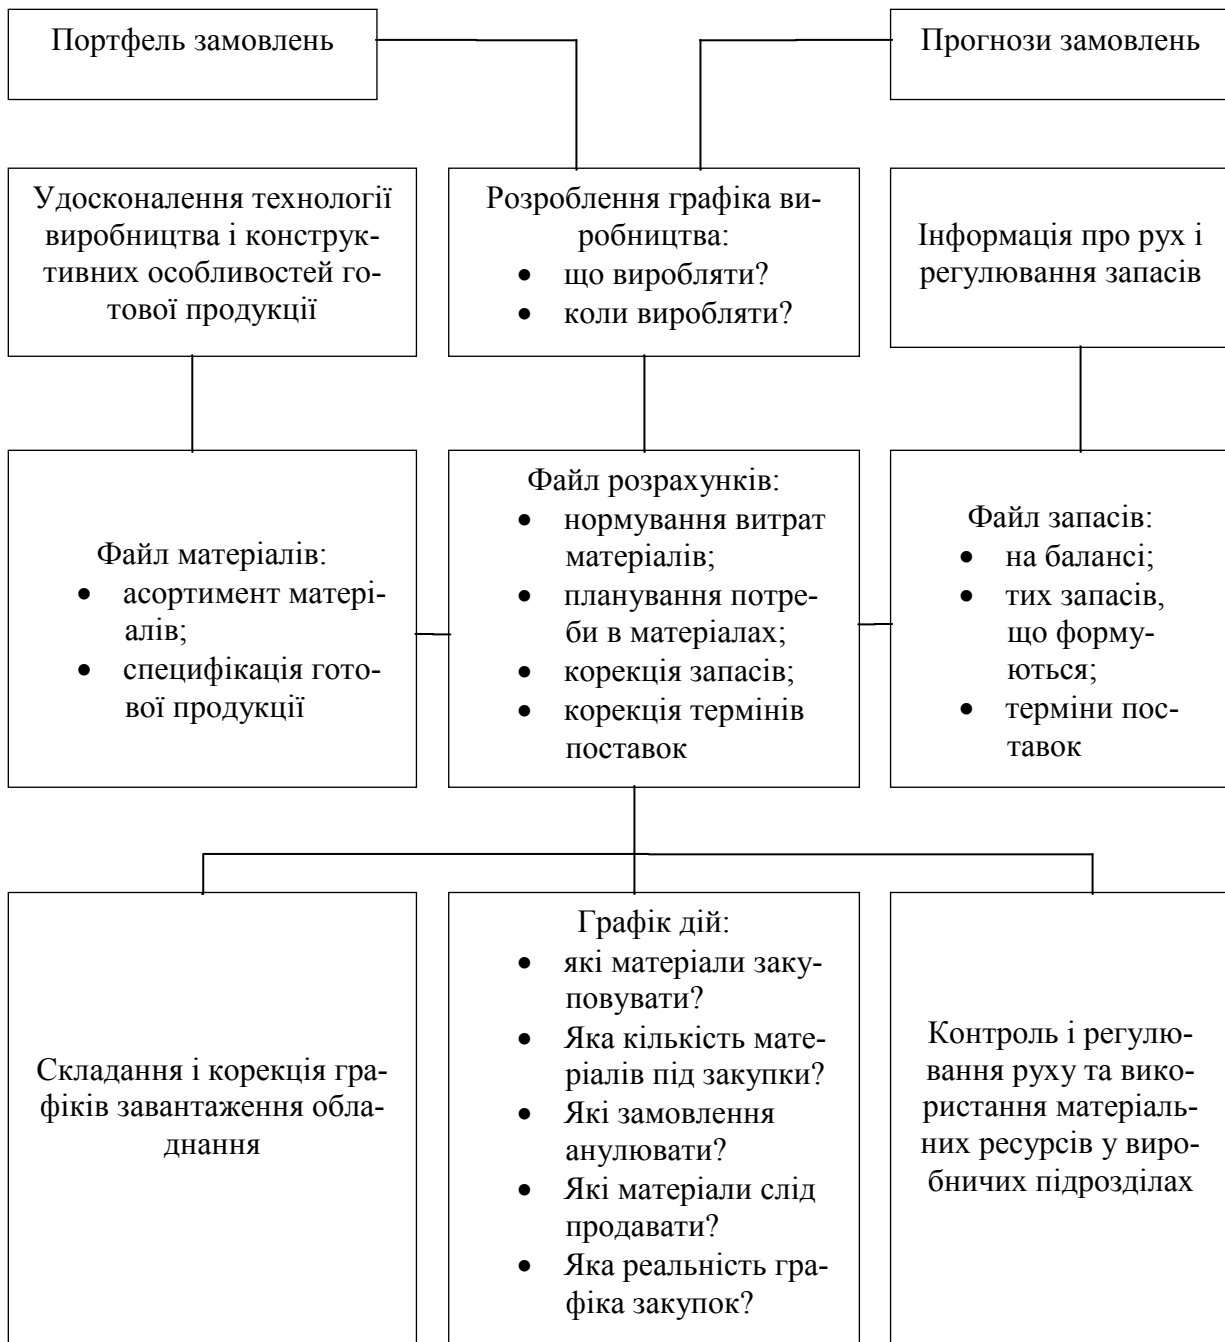 Портфель замовлень
Прогнози замовлень
Удосконалення технології
виробництва і конструк-
тивних особливостей го-
тової продукції
Розроблення графіка ви-
робництва:
• що виробляти?
• коли виробляти?
Інформація про рух і
регулювання запасів
Файл матеріалів:
• асортимент матері-
алів;
• специфікація гото-
вої продукції
Файл розрахунків:
• нормування витрат
матеріалів;
• планування потре-
би в матеріалах;
• корекція запасів;
• корекція термінів
поставок
Файл запасів:
• на балансі;
• тих запасів,
що форму-
ються;
• терміни пос-
тавок
Складання і корекція гра-
фіків завантаження обла-
днання
Графік дій:
• які матеріали заку-
повувати?
• Яка кількість мате-
ріалів під закупки?
• Які замовлення
анулювати?
• Які матеріали слід
продавати?
• Яка реальність гра-
фіка закупок?
Контроль і регулю-
вання руху та вико-
ристання матеріаль-
них ресурсів у виро-
бничих підрозділах